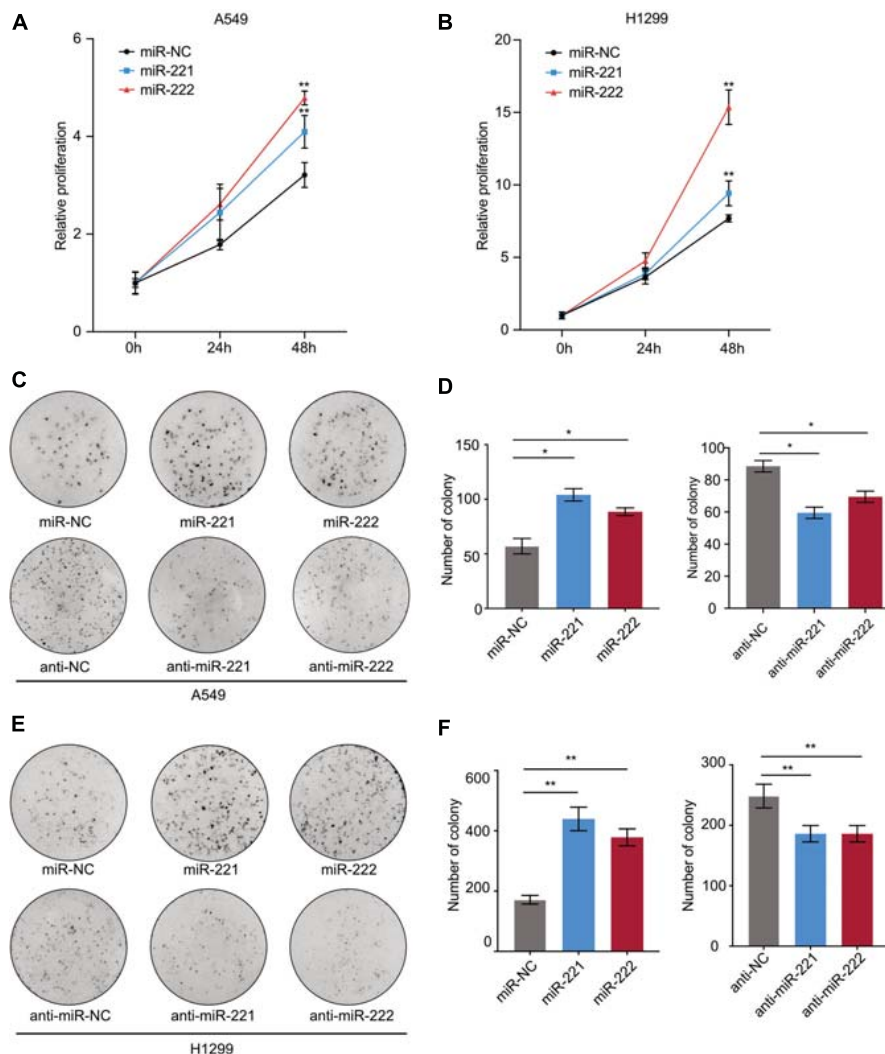 A
A549
miR-NC
miR-221
miR-222
Relative proliferation
6
4
2
0
**
**
0h 24h 48h
B
H1299
miR-NC
miR-221
miR-222
Relative proliferation
20
15
10
5
0
**
**
0h 24h 48h
C
miR-NC miR-221 miR-222
anti-NC anti-miR-221 anti-miR-222
A549
D
Number of colony
150
100
50
0
*
*
miR-NC miR-221 miR-222
Number of colony
100
80
60
40
20
0
*
*
anti-NC anti-miR-221 anti-miR-222
E
miR-NC miR-221 miR-222
anti-miR-NC anti-miR-221 anti-miR-222
H1299
F
Number of colony
600
400
200
0
**
**
miR-NC miR-221 miR-222
Number of colony
300
200
100
0
**
**
anti-NC anti-miR-221 anti-miR-222